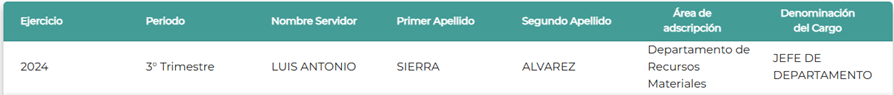 Ejercicio Periodo Nombre Servidor Primer Apellido Segundo Apellido Área de adscripción Denominación del Cargo
2024 3° Trimestre LUIS ANTONIO SIERRA ALVAREZ Departamento de Recursos Materiales JEFE DE DEPARTAMENTO